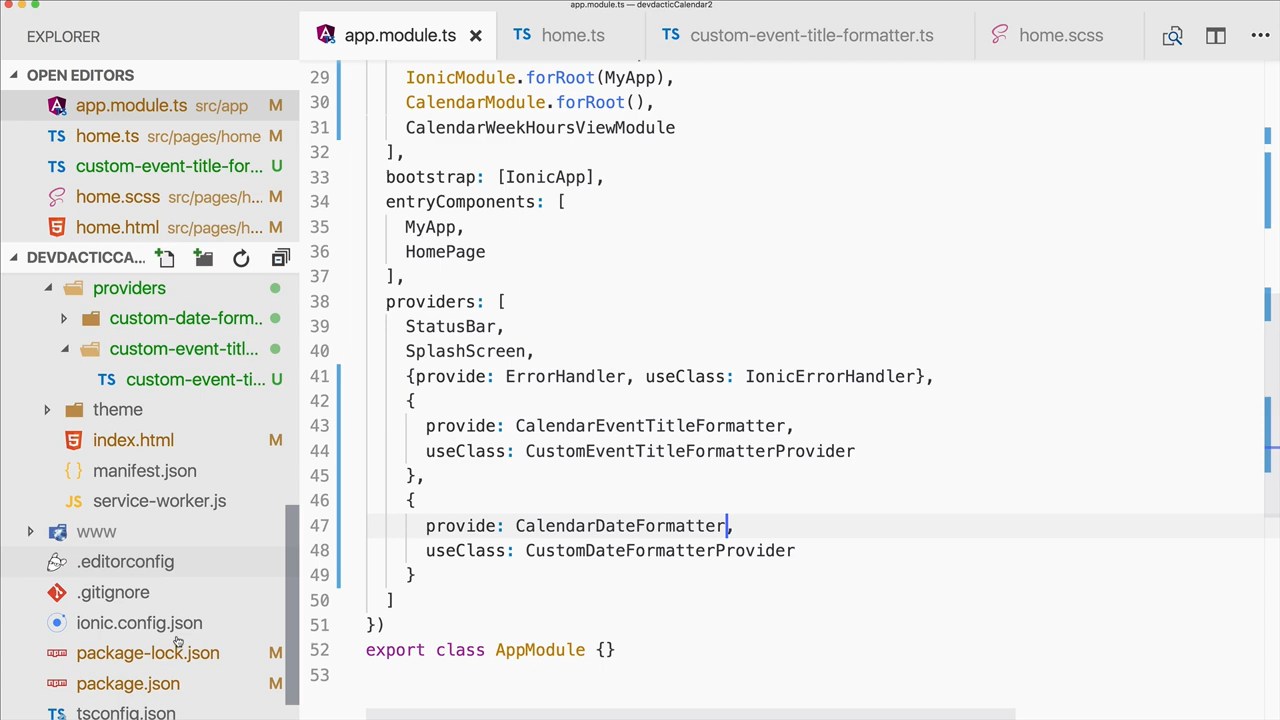 app.module.ts — devdacticCalendar2
EXPLORER
app.module.ts
TS home.ts
TS custom-event-title-formatter.ts
home.scss
OPEN EDITORS
app.module.ts src/app M
TS home.ts src/pages/home M
TS custom-event-title-for... U
home.scss src/pages/h... M
home.html src/pages/h... M
DEVDACTICCA...
providers
custom-date-form..
custom-event-titl...
TS custom-event-ti... U
theme
index.html M
{ } manifest.json
JS service-worker.js
www
.editorconfig
.gitignore
ionic.config.json
package-lock.json M
package.json M
tsconfig.json
29 IonicModule.forRoot(MyApp),
30 CalendarModule.forRoot(),
31 CalendarWeekHoursViewModule
32 ],
33 bootstrap: [IonicApp],
34 entryComponents: [
35 MyApp,
36 HomePage
37 ],
38 providers: [
39 StatusBar,
40 SplashScreen,
41 {provide: ErrorHandler, useClass: IonicErrorHandler},
42 {
43 provide: CalendarEventTitleFormatter,
44 useClass: CustomEventTitleFormatterProvider
45 },
46 {
47 provide: CalendarDateFormatter,
48 useClass: CustomDateFormatterProvider
49 }
50 ]
51 })
52 export class AppModule {}
53